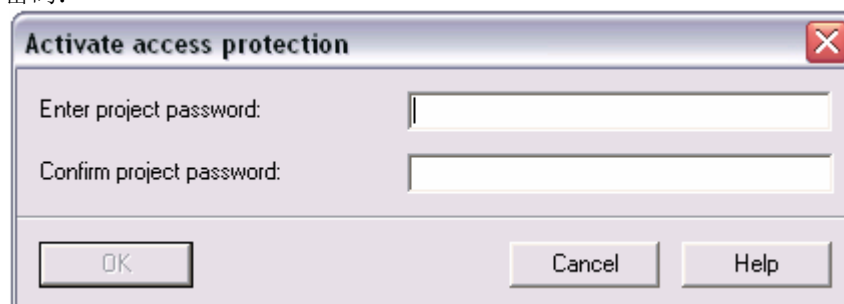 Activate access protection
Enter project password:
Confirm project password:
OK
Cancel
Help